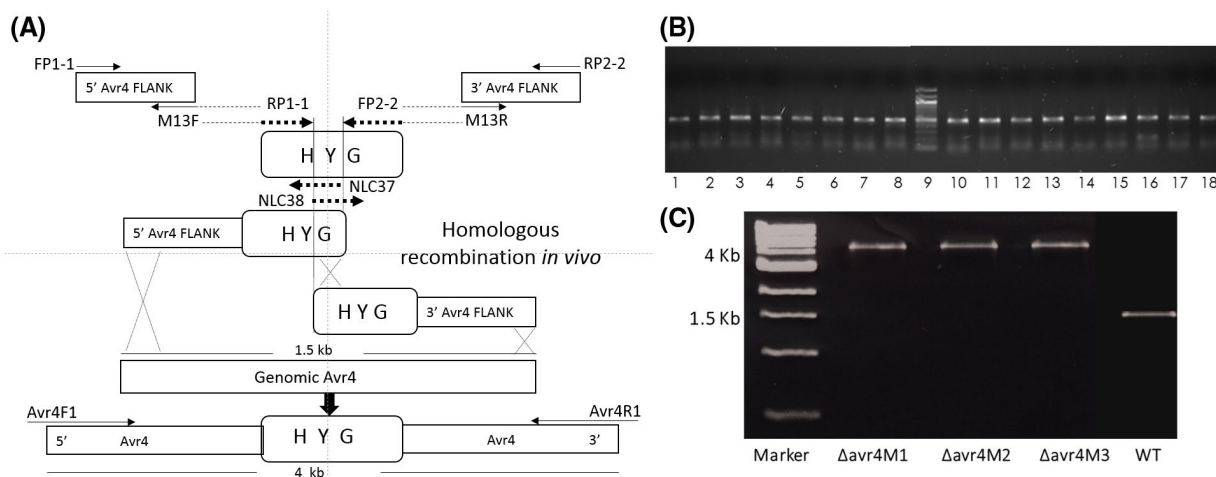 (A)
FP1-1
RP2-2
5' Avr4 FLANK
3' Avr4 FLANK
RP1-1
FP2-2
M13F
M13R
H Y G
NLC37
NLC38
5' Avr4 FLANK
H Y G
Homologous
recombination in vivo
H Y G
3' Avr4 FLANK
1.5 kb
Genomic Avr4
Avr4F1
Avr4R1
5'
Avr4
H Y G
Avr4
3'
4 kb
(B)
1 2 3 4 5 6 7 8 9 10 11 12 13 14 15 16 17 18
(C)
4 Kb
1.5 Kb
Marker
Δavr4M1
Δavr4M2
Δavr4M3
WT